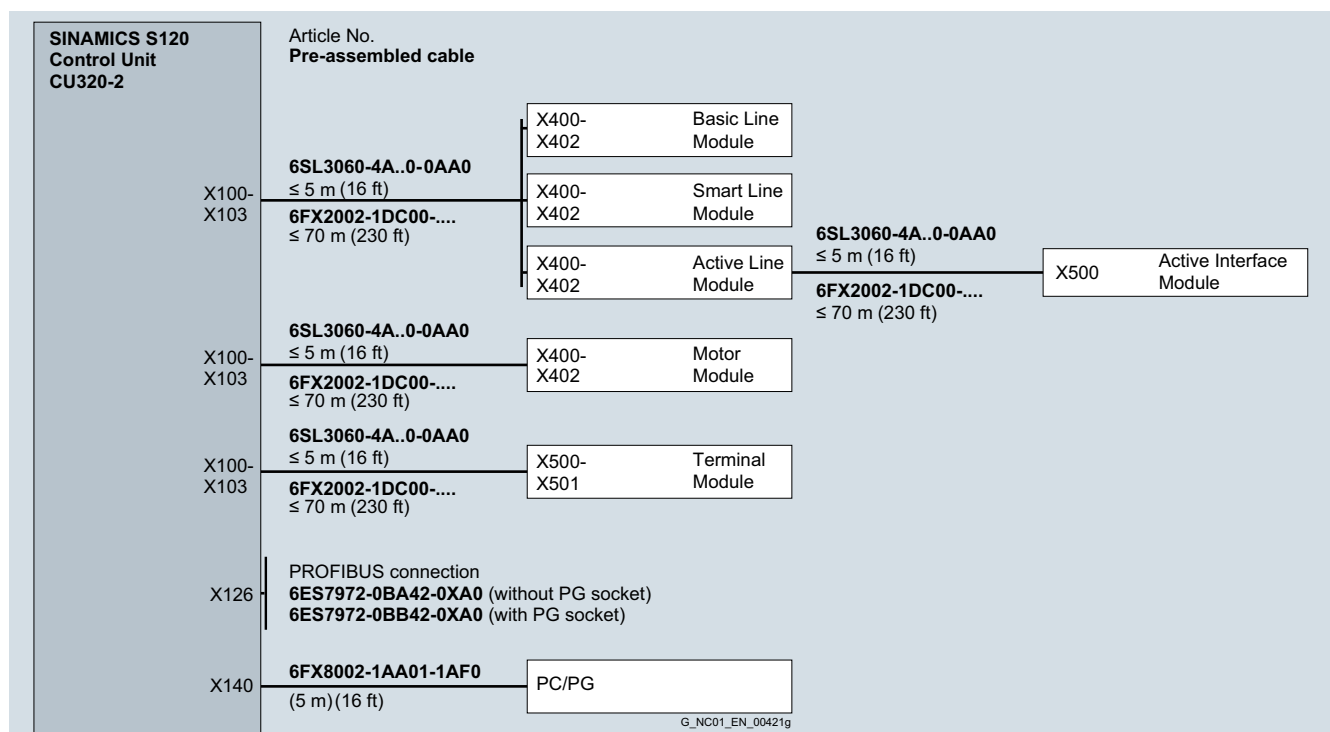 SINAMICS S120
Control Unit
CU320-2
Article No.
Pre-assembled cable
X100-
X103
6SL3060-4A..0-0AA0
≤ 5 m (16 ft)
6FX2002-1DC00-....
≤ 70 m (230 ft)
X400-
X402
Basic Line
Module
X400-
X402
Smart Line
Module
X400-
X402
Active Line
Module
6SL3060-4A..0-0AA0
≤ 5 m (16 ft)
6FX2002-1DC00-....
≤ 70 m (230 ft)
X500
Active Interface
Module
X100-
X103
6SL3060-4A..0-0AA0
≤ 5 m (16 ft)
6FX2002-1DC00-....
≤ 70 m (230 ft)
X400-
X402
Motor
Module
X100-
X103
6SL3060-4A..0-0AA0
≤ 5 m (16 ft)
6FX2002-1DC00-....
≤ 70 m (230 ft)
X500-
X501
Terminal
Module
X126
PROFIBUS connection
6ES7972-0BA42-0XA0 (without PG socket)
6ES7972-0BB42-0XA0 (with PG socket)
X140
6FX8002-1AA01-1AF0
(5 m) (16 ft)
PC/PG
G_NC01_EN_00421g